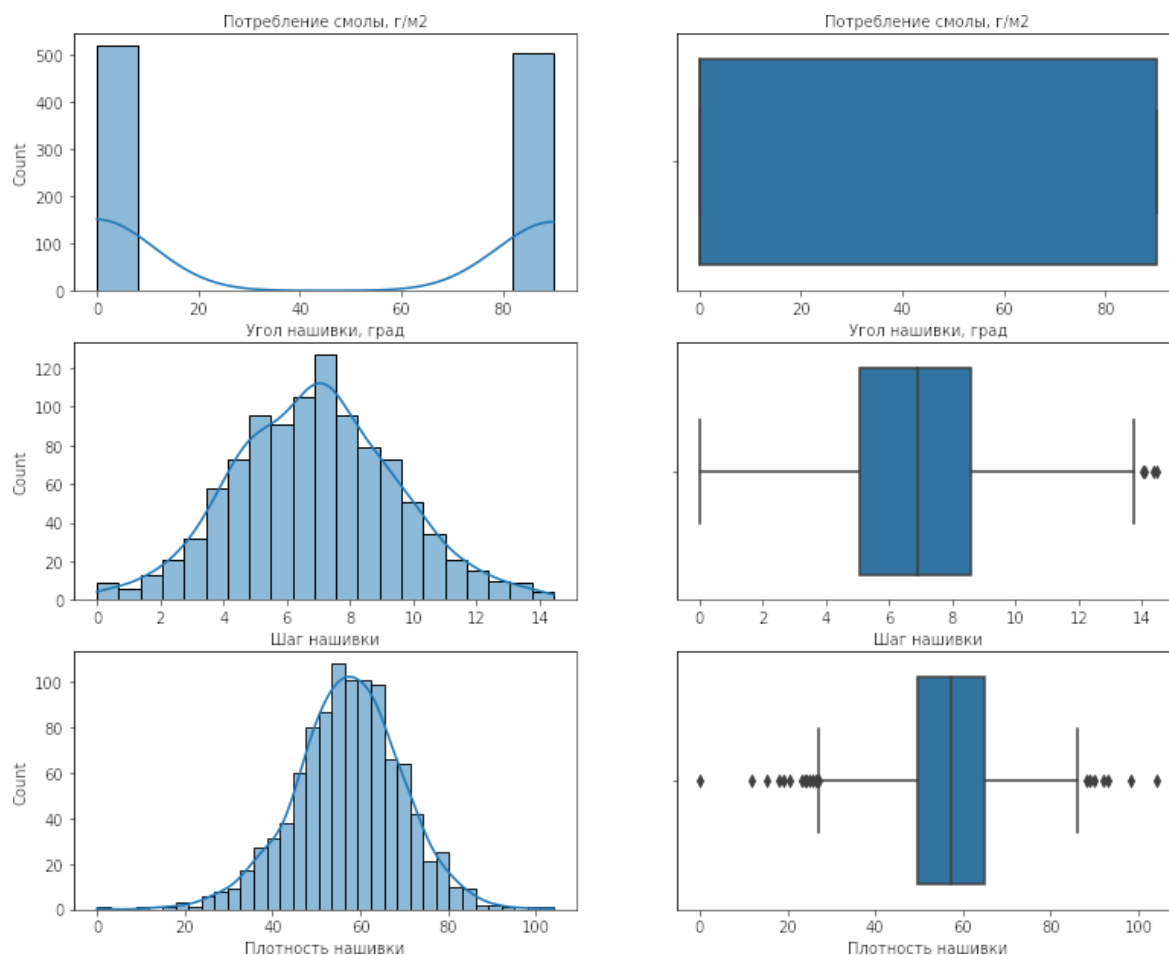 Потребление смолы, г/м2
Потребление смолы, г/м2
500
400
300
200
100
0
Count
0 20 40 60 80
0 20 40 60 80
Угол нашивки, град
Угол нашивки, град
120
100
80
60
40
20
0
Count
0 2 4 6 8 10 12 14
0 2 4 6 8 10 12 14
Шаг нашивки
Шаг нашивки
100
80
60
40
20
0
Count
0 20 40 60 80 100
0 20 40 60 80 100
Плотность нашивки
Плотность нашивки